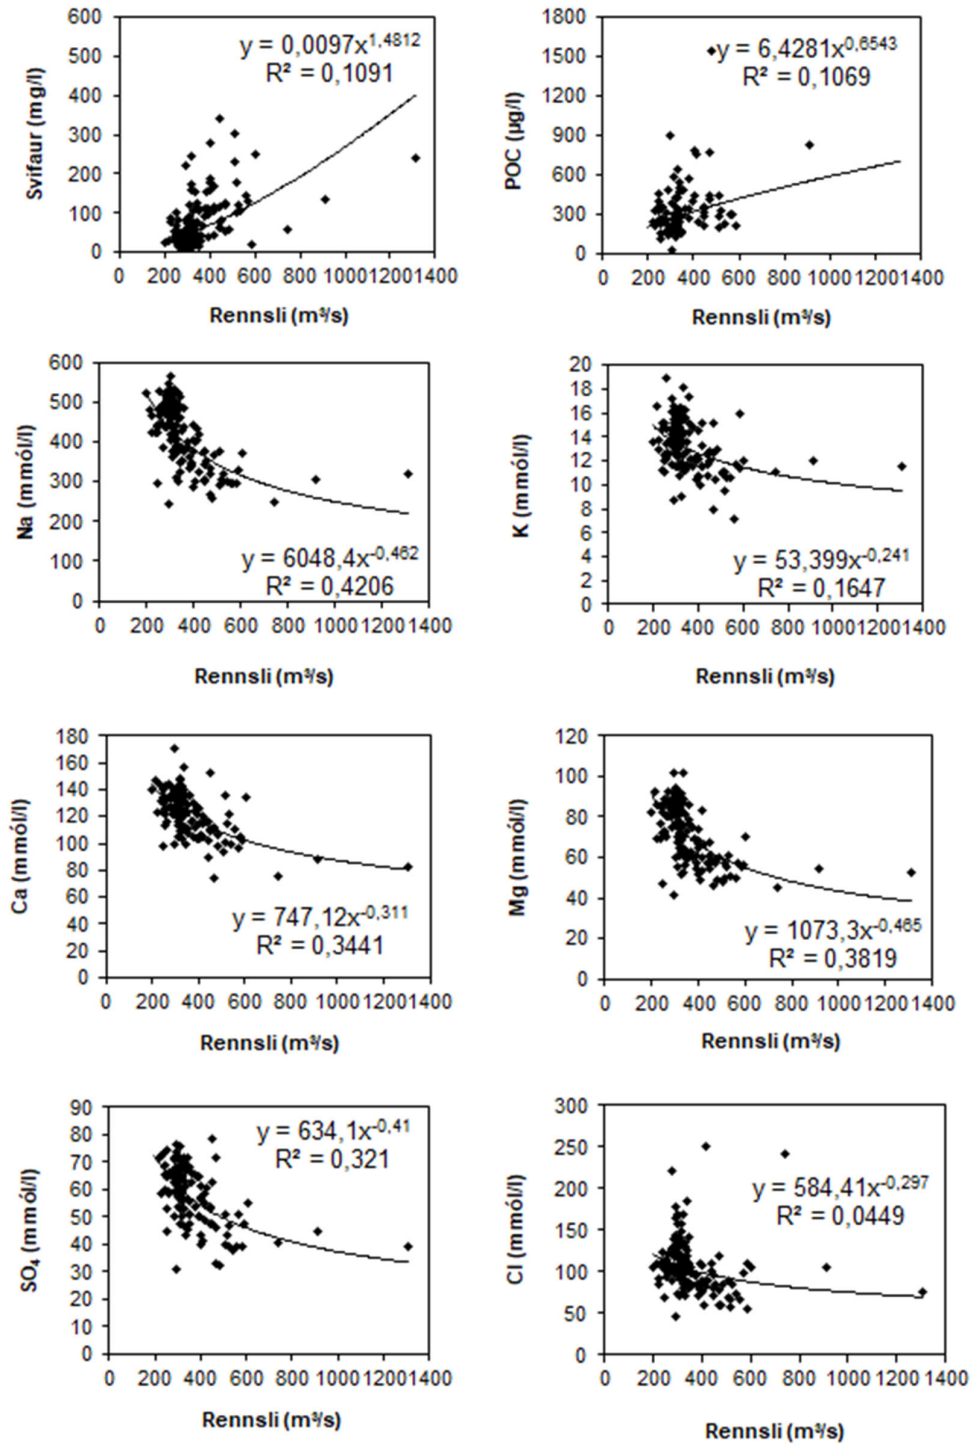 Svifaur (mg/l)
600
500
400
300
200
100
0
y = 0,0097x^1,4812
R² = 0,1091
0 200 400 600 800 1000 1200 1400
Rennsli (m³/s)
POC (µg/l)
1800
1500
1200
900
600
300
0
y = 6,4281x^0,6543
R² = 0,1069
0 200 400 600 800 1000 1200 1400
Rennsli (m³/s)
Na (mmól/l)
600
500
400
300
200
100
0
y = 6048,4x^-0,462
R² = 0,4206
0 200 400 600 800 1000 1200 1400
Rennsli (m³/s)
K (mmól/l)
20
18
16
14
12
10
8
6
4
2
0
y = 53,399x^-0,241
R² = 0,1647
0 200 400 600 800 1000 1200 1400
Rennsli (m³/s)
Ca (mmól/l)
180
160
140
120
100
80
60
40
20
0
y = 747,12x^-0,311
R² = 0,3441
0 200 400 600 800 1000 1200 1400
Rennsli (m³/s)
Mg (mmól/l)
120
100
80
60
40
20
0
y = 1073,3x^-0,465
R² = 0,3819
0 200 400 600 800 1000 1200 1400
Rennsli (m³/s)
SO₄ (mmól/l)
90
80
70
60
50
40
30
20
10
0
y = 634,1x^-0,41
R² = 0,321
0 200 400 600 800 1000 1200 1400
Rennsli (m³/s)
Cl (mmól/l)
300
250
200
150
100
50
0
y = 584,41x^-0,297
R² = 0,0449
0 200 400 600 800 1000 1200 1400
Rennsli (m³/s)